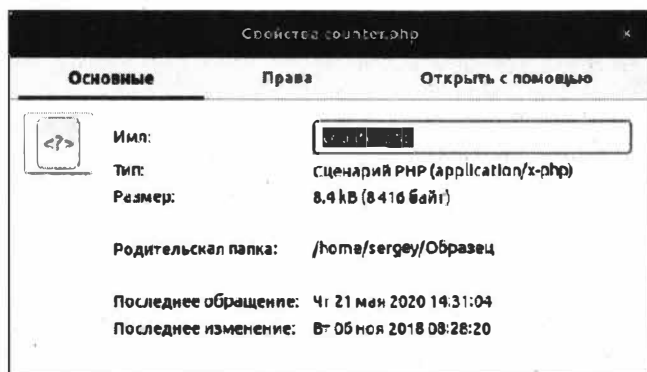 Свойства counter.php ×
Основные Права Открыть с помощью
<?>
Имя:
Тип: Сценарий PHP (application/x-php)
Размер: 8,4 kB (8 416 байт)
Родительская папка: /home/sergey/Образец
Последнее обращение: Чт 21 мая 2020 14:31:04
Последнее изменение: Вт 06 ноя 2018 08:28:20